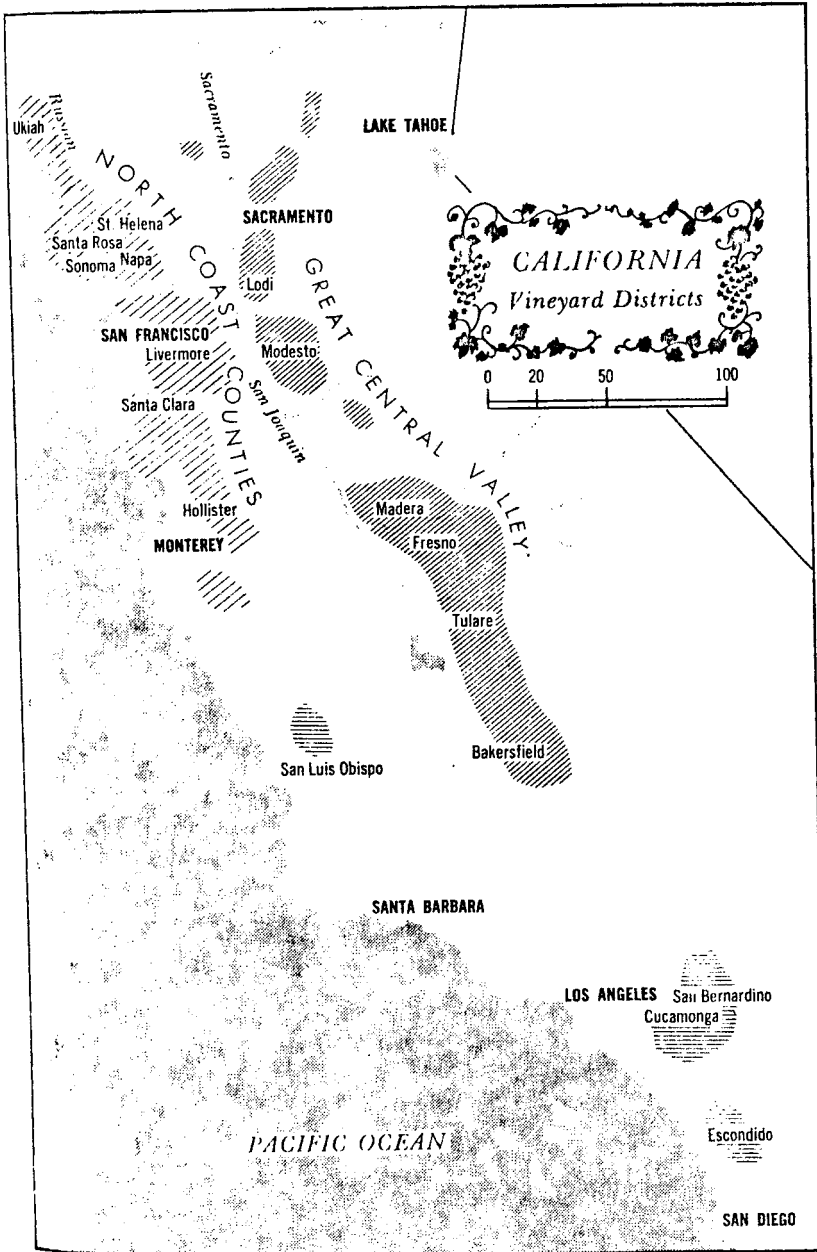 Sacramento
Russian
Ukiah
LAKE TAHOE
NORTH COAST COUNTIES
St. Helena
Santa Rosa
Sonoma
Napa
SACRAMENTO
Lodi
GREAT CENTRAL VALLEY
CALIFORNIA
Vineyard Districts
0 20 50 100
SAN FRANCISCO
Livermore
Modesto
San Joaquin
Santa Clara
Hollister
MONTEREY
Madera
Fresno
Tulare
Bakersfield
San Luis Obispo
SANTA BARBARA
LOS ANGELES
San Bernardino
Cucamonga
Escondido
PACIFIC OCEAN
SAN DIEGO